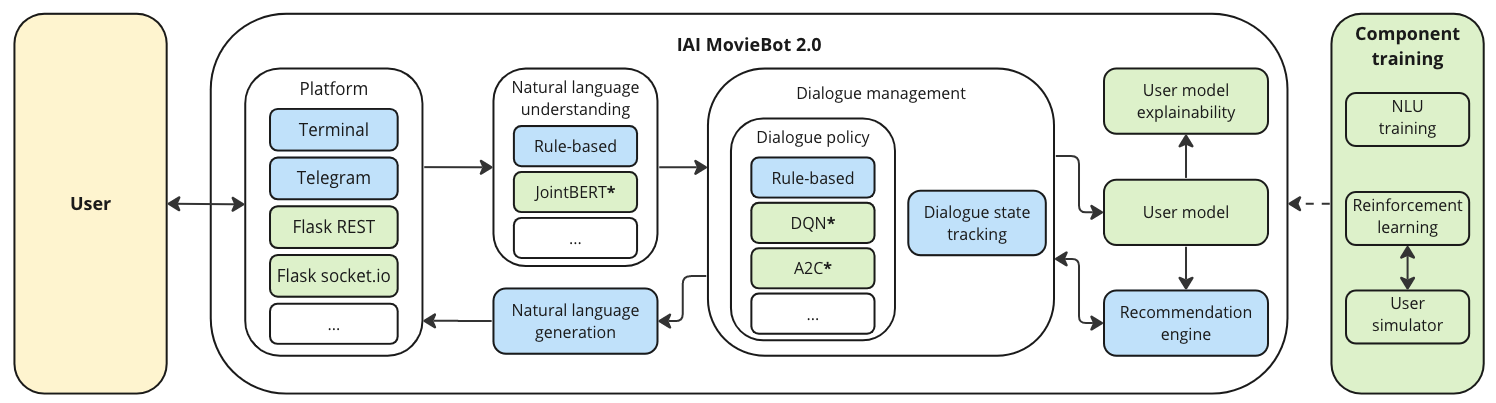 User
IAI MovieBot 2.0
Platform
Terminal
Telegram
Flask REST
Flask socket.io
...
Natural language
understanding
Rule-based
JointBERT*
...
Natural language
generation
Dialogue management
Dialogue policy
Rule-based
DQN*
A2C*
...
Dialogue state
tracking
User model
explainability
User model
Recommendation
engine
Component
training
NLU
training
Reinforcement
learning
User
simulator